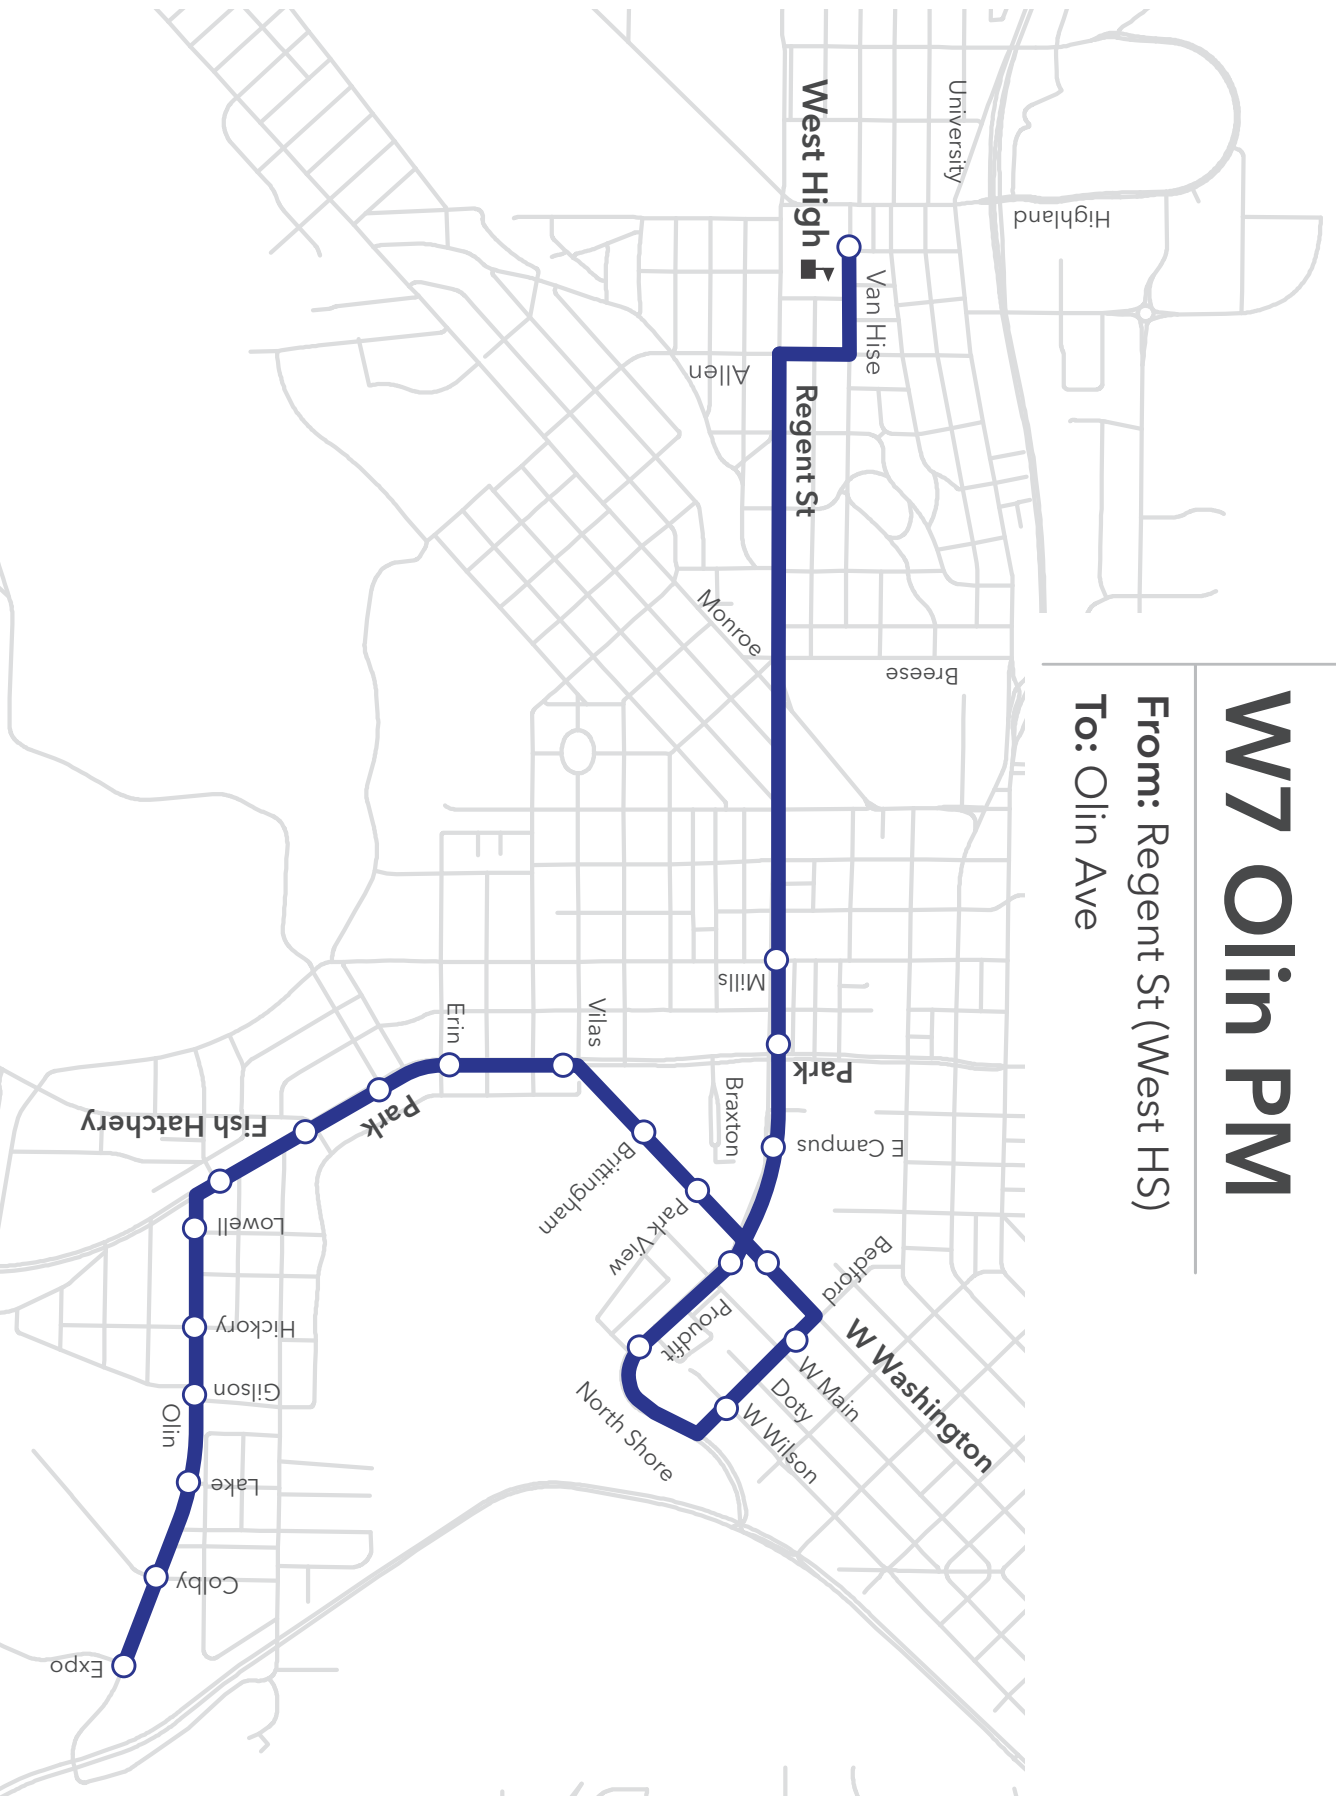 W7 Olin PM
From: Regent St (West HS)
To: Olin Ave
University
Highland
West High
Van Hise
Allen
Regent St
Monroe
Breese
Mills
Park
Erin
Vilas
Braxton
E Campus
Park
Fish Hatchery
Brittingham
Park View
Bedford
Proudfit
W Washington
W Main
Doty
W Wilson
North Shore
Lowell
Hickory
Gilson
Olin
Lake
Colby
Expo